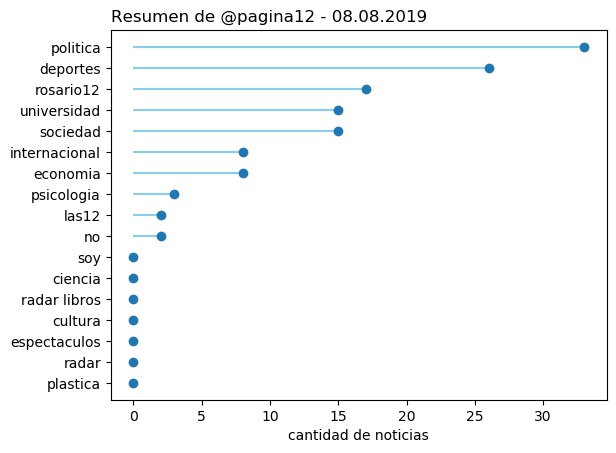 Resumen de @pagina12 - 08.08.2019
politica
deportes
rosario12
universidad
sociedad
internacional
economia
psicologia
las12
no
soy
ciencia
radar libros
cultura
espectaculos
radar
plastica
0 5 10 15 20 25 30
cantidad de noticias